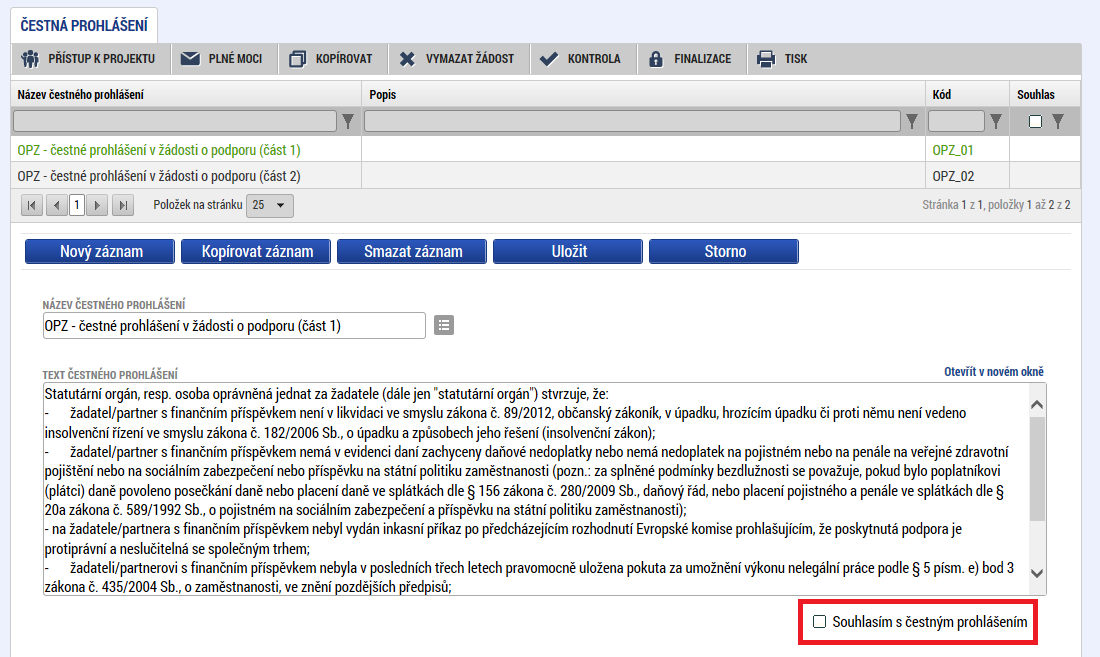 ČESTNÁ PROHLÁŠENÍ
PŘÍSTUP K PROJEKTU PLNÉ MOCI KOPÍROVAT VYMAZAT ŽÁDOST KONTROLA FINALIZACE TISK
Název čestného prohlášení Popis Kód Souhlas
OPZ - čestné prohlášení v žádosti o podporu (část 1) OPZ_01
OPZ - čestné prohlášení v žádosti o podporu (část 2) OPZ_02
1 Položek na stránku 25 Stránka 1 z 1, položky 1 až 2 z 2
Nový záznam Kopírovat záznam Smazat záznam Uložit Storno
NÁZEV ČESTNÉHO PROHLÁŠENÍ
OPZ - čestné prohlášení v žádosti o podporu (část 1)
TEXT ČESTNÉHO PROHLÁŠENÍ Otevřít v novém okně
Statutární orgán, resp. osoba oprávněná jednat za žadatele (dále jen "statutární orgán") stvrzuje, že:
- žadatel/partner s finančním příspěvkem není v likvidaci ve smyslu zákona č. 89/2012, občanský zákoník, v úpadku, hrozícím úpadku či proti němu není vedeno
insolvenční řízení ve smyslu zákona č. 182/2006 Sb., o úpadku a způsobech jeho řešení (insolvenční zákon);
- žadatel/partner s finančním příspěvkem nemá v evidenci daní zachyceny daňové nedoplatky nebo nemá nedoplatek na pojistném nebo na penále na veřejné zdravotní
pojištění nebo na sociálním zabezpečení nebo příspěvku na státní politiku zaměstnanosti (pozn.: za splněné podmínky bezdlužnosti se považuje, pokud bylo poplatníkovi
(plátci) daně povoleno posečkání daně nebo placení daně ve splátkách dle § 156 zákona č. 280/2009 Sb., daňový řád, nebo placení pojistného a penále ve splátkách dle §
20a zákona č. 589/1992 Sb., o pojistném na sociálním zabezpečení a příspěvku na státní politiku zaměstnanosti);
- na žadatele/partnera s finančním příspěvkem nebyl vydán inkasní příkaz po předcházejícím rozhodnutí Evropské komise prohlašujícím, že poskytnutá podpora je
protiprávní a neslučitelná se společným trhem;
- žadateli/partnerovi s finančním příspěvkem nebyla v posledních třech letech pravomocně uložena pokuta za umožnění výkonu nelegální práce podle § 5 písm. e) bod 3
zákona č. 435/2004 Sb., o zaměstnanosti, ve znění pozdějších předpisů;
Souhlasím s čestným prohlášením